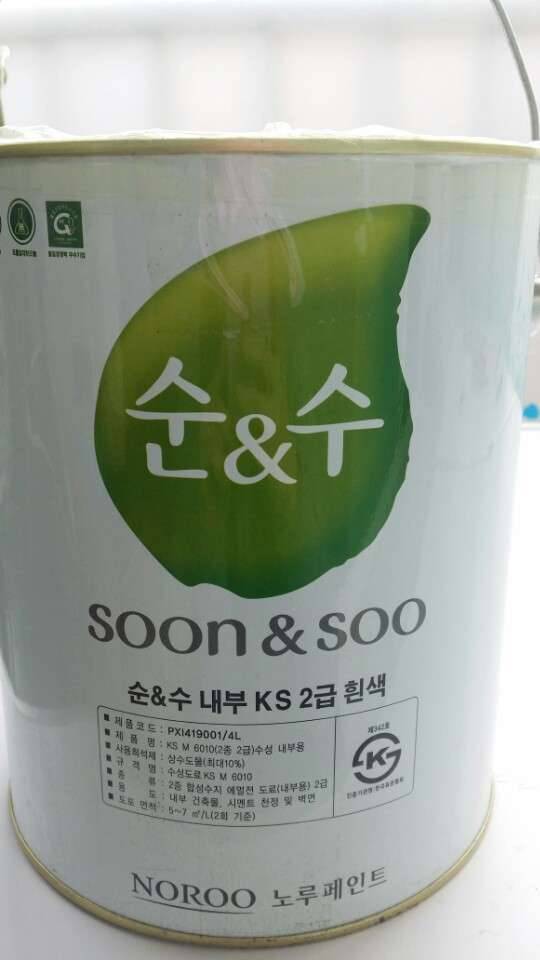 순&수
soon & soo
순&수 내부 KS 2급 흰색
■ 제품코드 : PXI419001/4L
■ 제 품 명 : KS M 6010(2종 2급)수성 내부용
■ 사용희석제 : 상수도물(최대10%)
■ 규 격 명 : 수성도료 KS M 6010
■ 종 류 : 2종 합성수지 에멀젼 도료(내부용) 2급
■ 용 도 : 내부 건축물, 시멘트 천정 및 벽면
■ 도포 면적 : 5~7 ㎡/L(2회 기준)
NOROO 노루페인트